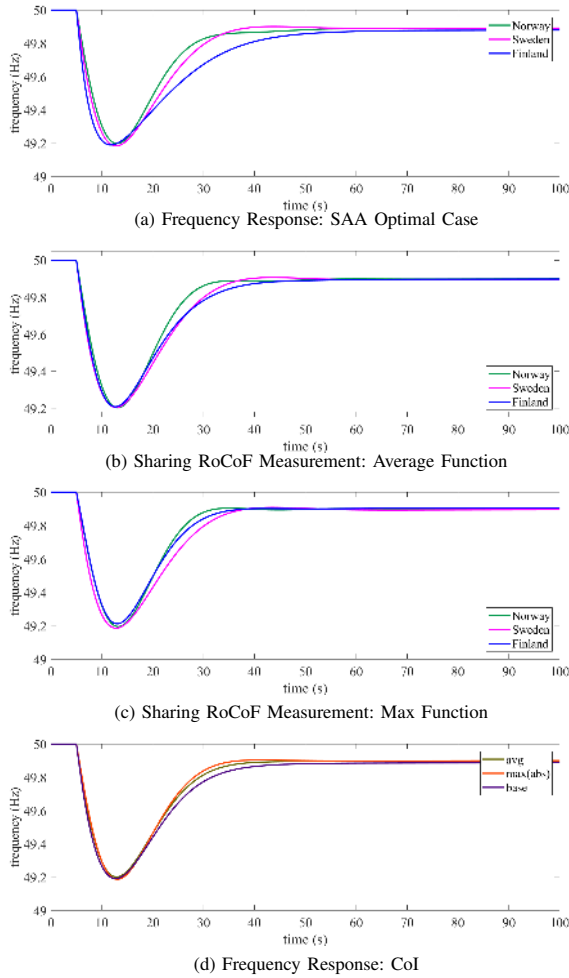 50
49.8
49.6
49.4
49.2
49
frequency (Hz)
Norway
Sweden
Finland
0 10 20 30 40 50 60 70 80 90 100
time (s)
(a) Frequency Response: SAA Optimal Case
50
49.8
49.6
49.4
49.2
frequency (Hz)
Norway
Sweden
Finland
0 10 20 30 40 50 60 70 80 90 100
time (s)
(b) Sharing RoCoF Measurement: Average Function
50
49.8
49.6
49.4
49.2
49
frequency (Hz)
Norway
Sweden
Finland
0 10 20 30 40 50 60 70 80 90 100
time (s)
(c) Sharing RoCoF Measurement: Max Function
50
49.8
49.6
49.4
49.2
49
frequency (Hz)
avg
max(abs)
base
0 10 20 30 40 50 60 70 80 90 100
time (s)
(d) Frequency Response: CoI